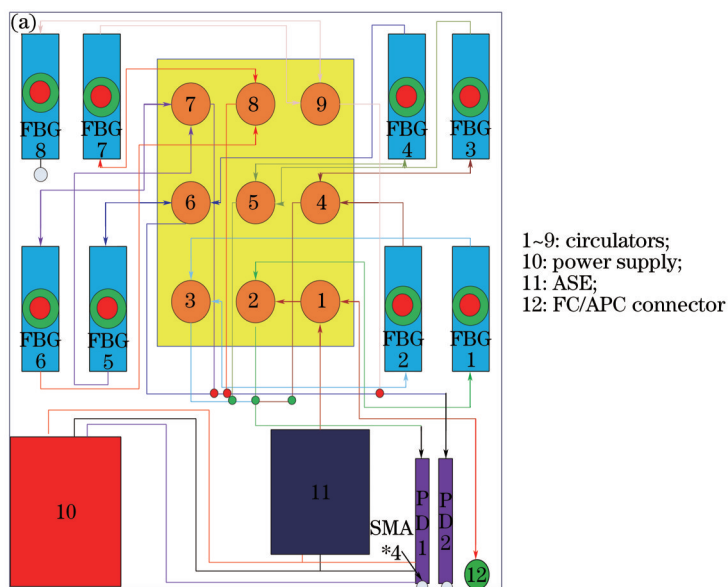 (a)
FBG
8
FBG
7
7
8
9
FBG
4
FBG
3
6
5
4
3
2
1
FBG
6
FBG
5
FBG
2
FBG
1
1~9: circulators;
10: power supply;
11: ASE;
12: FC/APC connector
10
11
SMA
*4
P
D
1
P
D
2
12